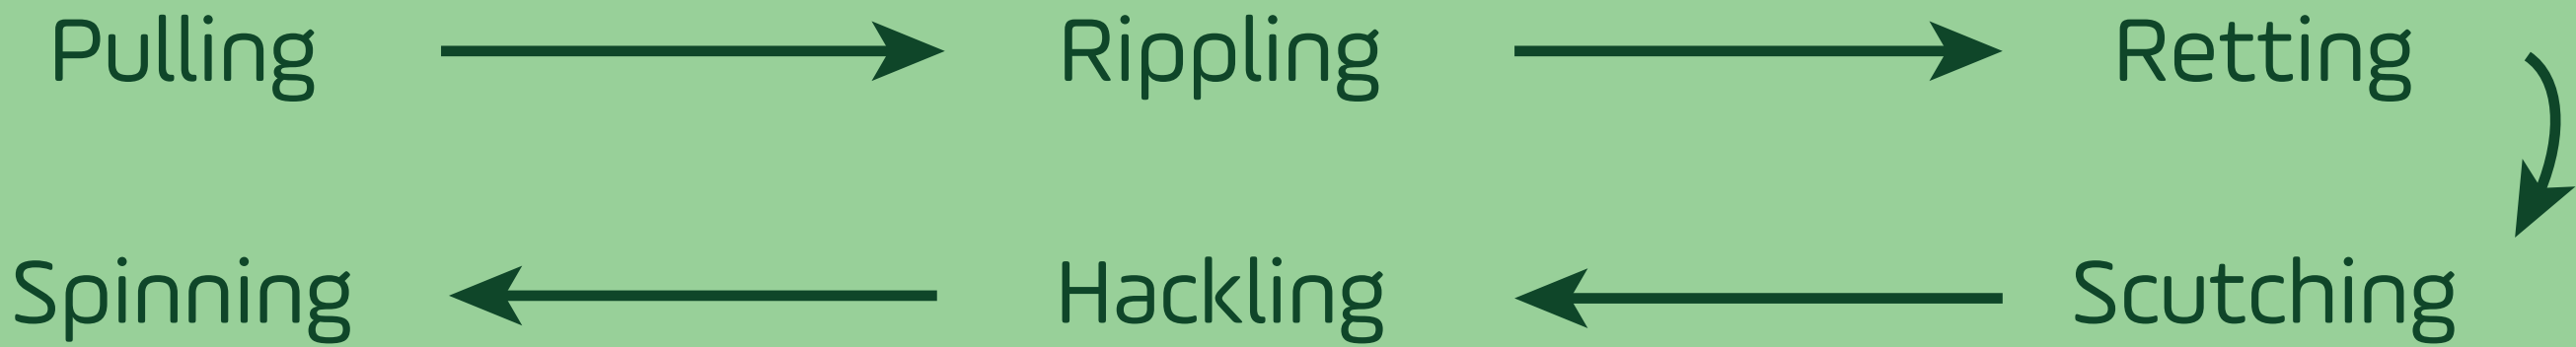 Pulling Rippling Retting
Spinning Hackling Scutching